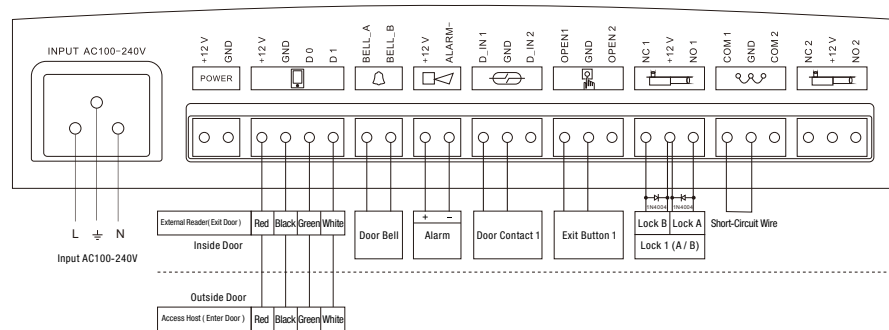 INPUT AC100-240V
+12 V GND
+12 V GND D 0 D 1
BELL_A BELL_B
+12 V ALARM-
D_IN 1 GND D_IN 2
OPEN1 GND OPEN 2
NC 1 +12 V NO 1
COM 1 GND COM 2
NC 2 +12 V NO 2
POWER
1N4004 1N4004
L N
Input AC100-240V
External Reader( Exit Door ) Red Black Green White
Inside Door
Door Bell
+ -
Alarm
Door Contact 1
Exit Button 1
Lock B Lock A
Lock 1 (A / B)
Short-Circuit Wire
Outside Door
Access Host ( Enter Door ) Red Black Green White